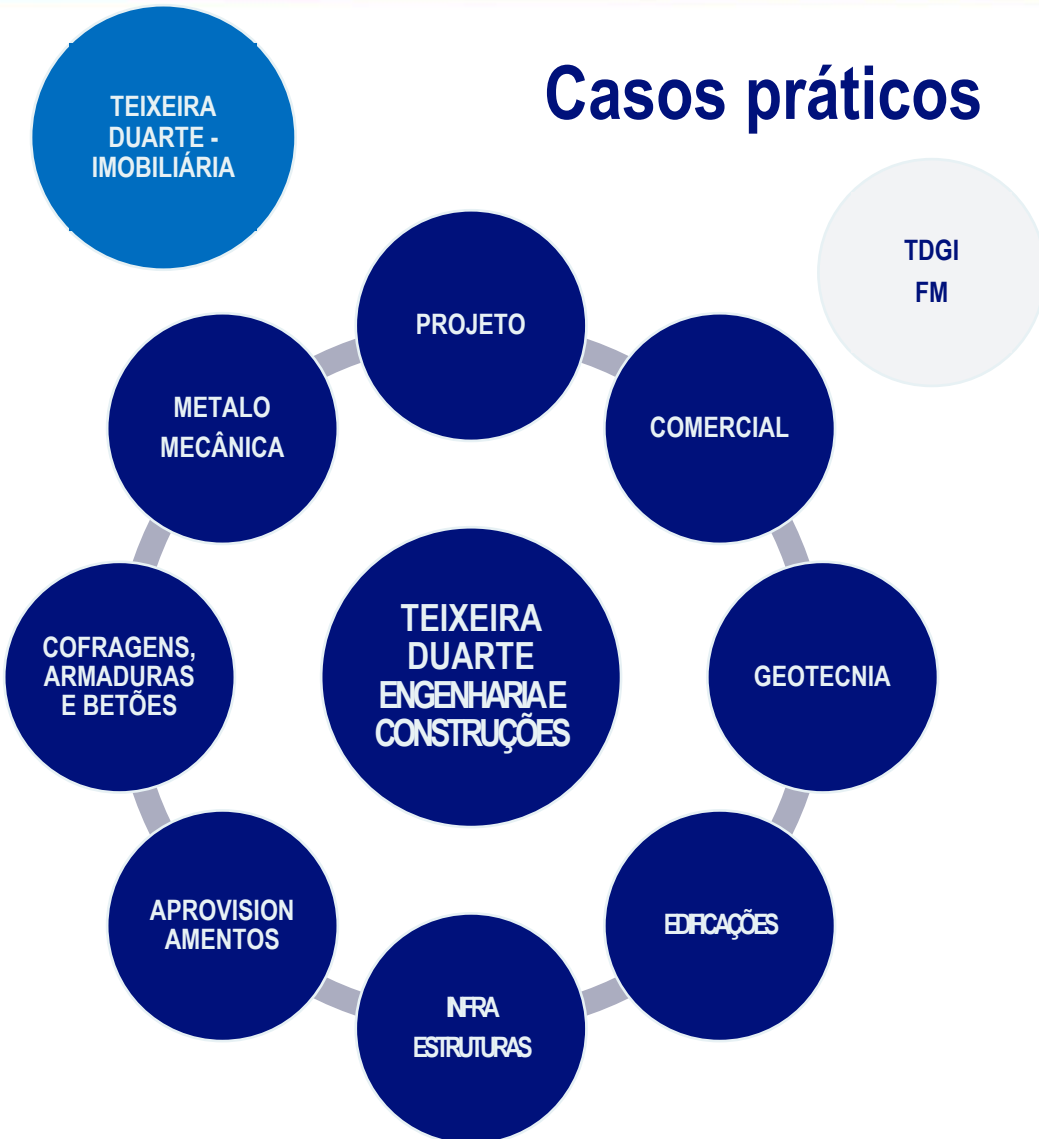 Casos práticos
TEIXEIRA
DUARTE -
IMOBILIÁRIA
TDGI
FM
PROJETO
COMERCIAL
GEOTECNIA
EDIFICAÇÕES
INFRA
ESTRUTURAS
APROVISION
AMENTOS
COFRAGENS,
ARMADURAS
E BETÕES
METALO
MECÂNICA
TEIXEIRA
DUARTE
ENGENHARIA E
CONSTRUÇÕES